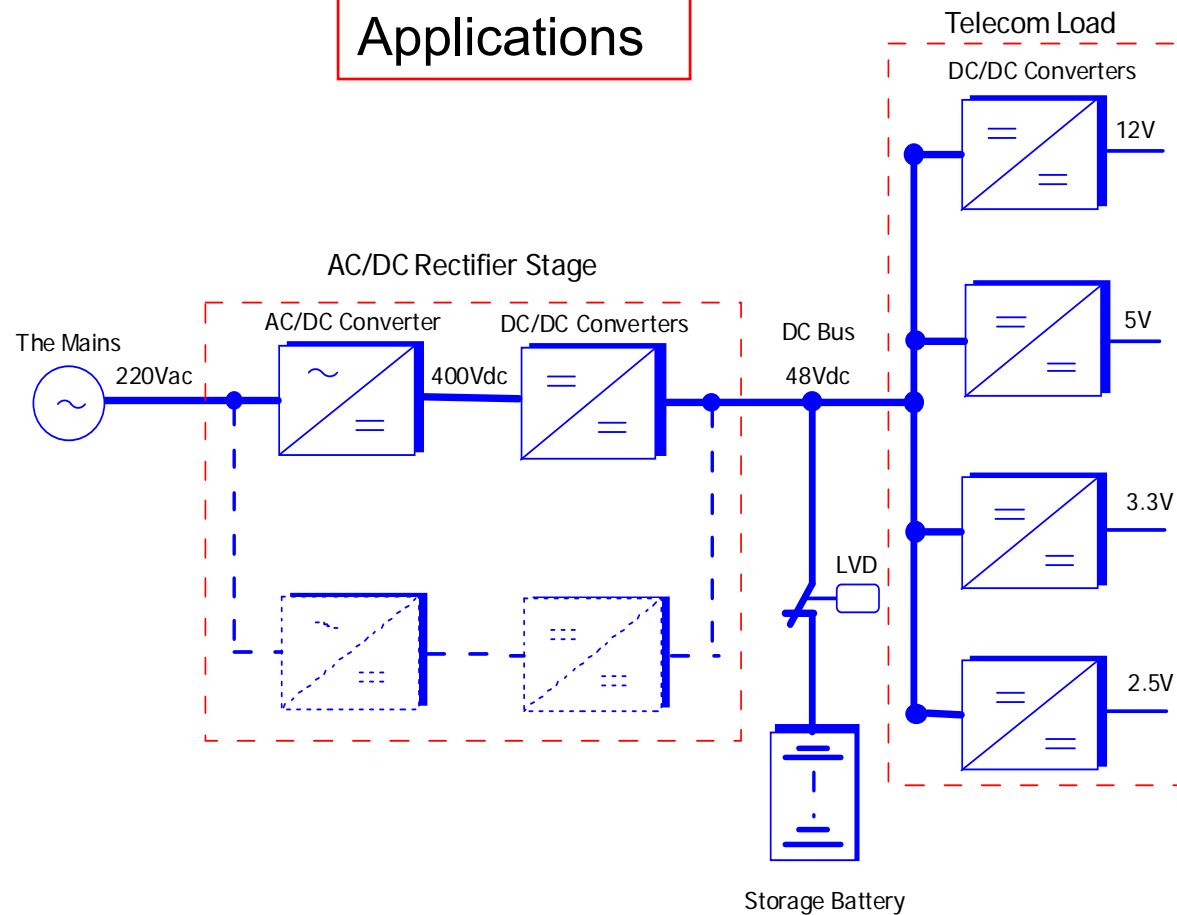 Applications
Telecom Load
DC/DC Converters
12V
AC/DC Rectifier Stage
AC/DC Converter
DC/DC Converters
The Mains
220Vac
400Vdc
DC Bus
48Vdc
5V
LVD
3.3V
2.5V
Storage Battery